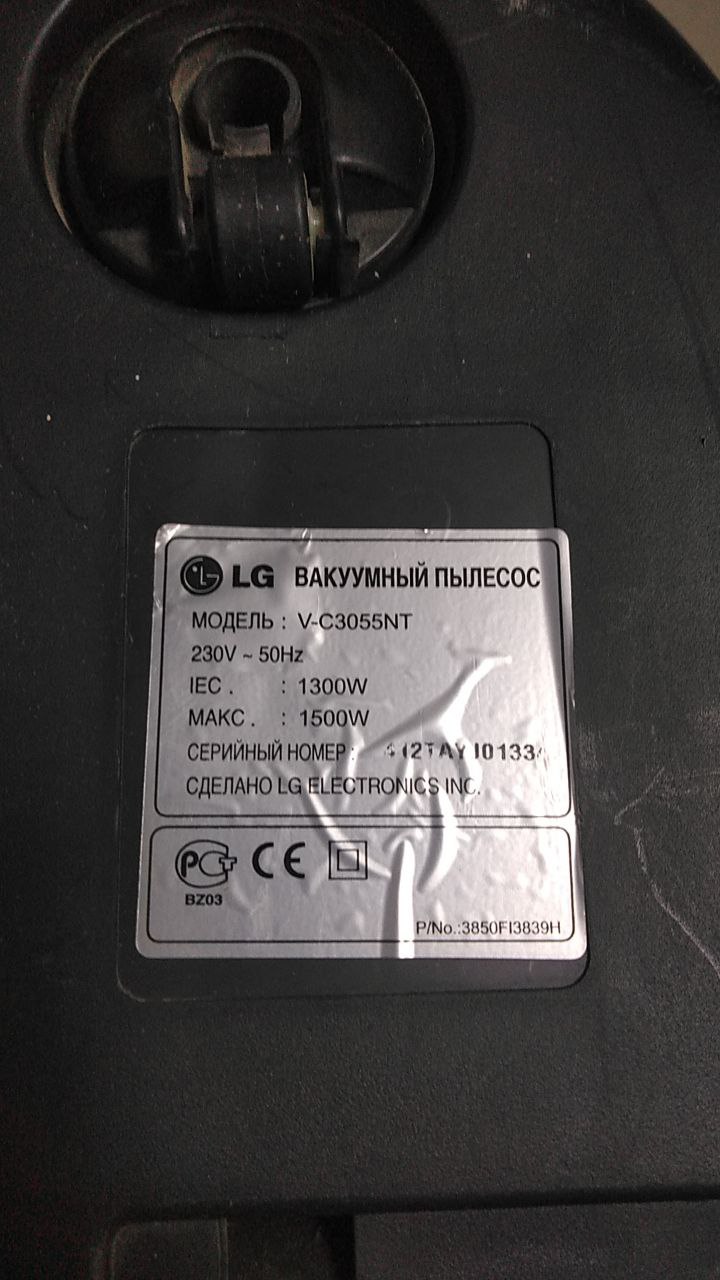 LG ВАКУУМНЫЙ ПЫЛЕСОС
МОДЕЛЬ : V-C3055NT
230V ~ 50Hz
IEC . : 1300W
МАКС . : 1500W
СЕРИЙНЫЙ НОМЕР :
СДЕЛАНО LG ELECTRONICS INC.
РСТ CE
BZ03
P/No.:3850FI3839H